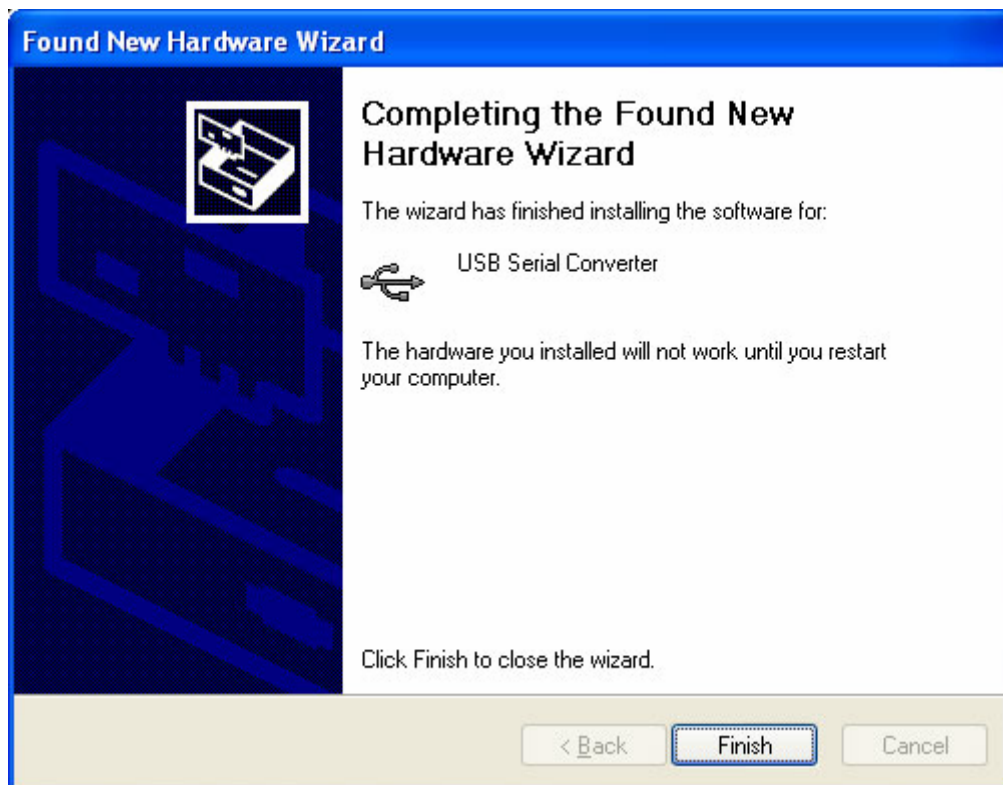 Found New Hardware Wizard
Completing the Found New
Hardware Wizard
The wizard has finished installing the software for:
USB Serial Converter
The hardware you installed will not work until you restart
your computer.
Click Finish to close the wizard.
< Back
Finish
Cancel